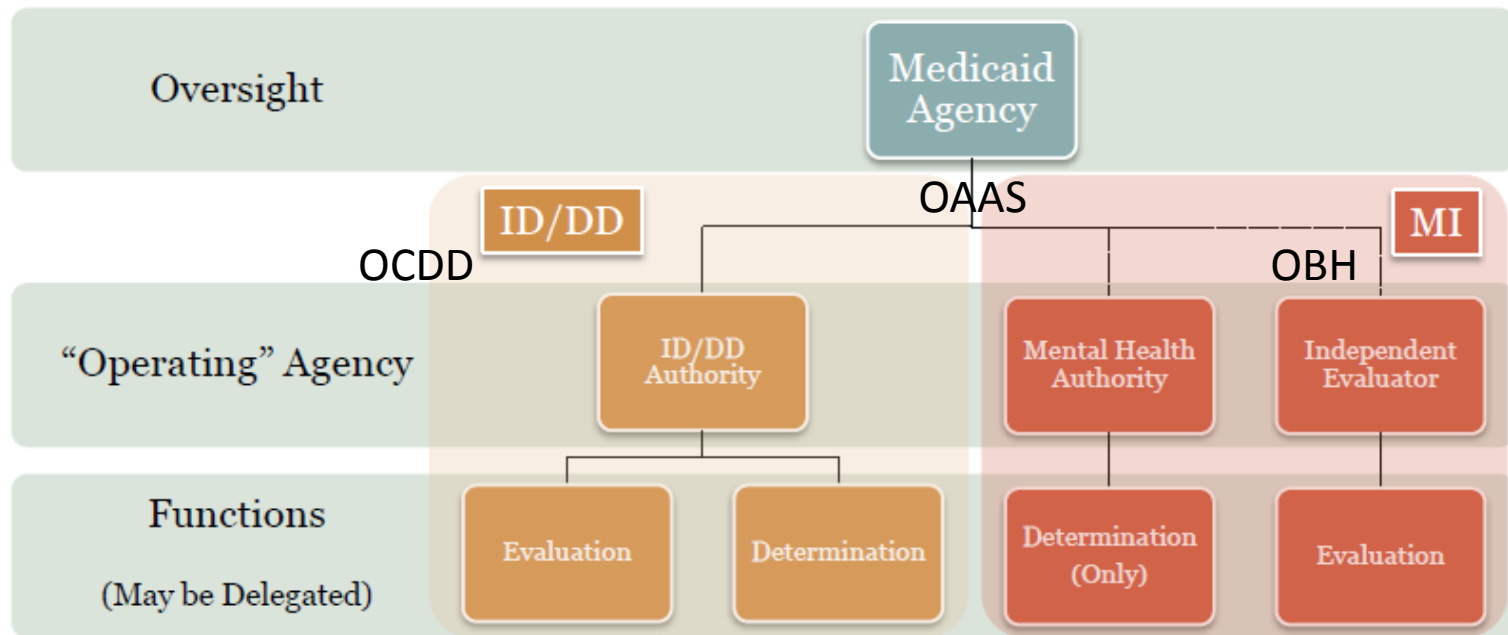 Oversight
Medicaid
Agency
OAAS
ID/DD
MI
OCDD
OBH
“Operating” Agency
ID/DD
Authority
Mental Health
Authority
Independent
Evaluator
Functions
(May be Delegated)
Evaluation
Determination
Determination
(Only)
Evaluation